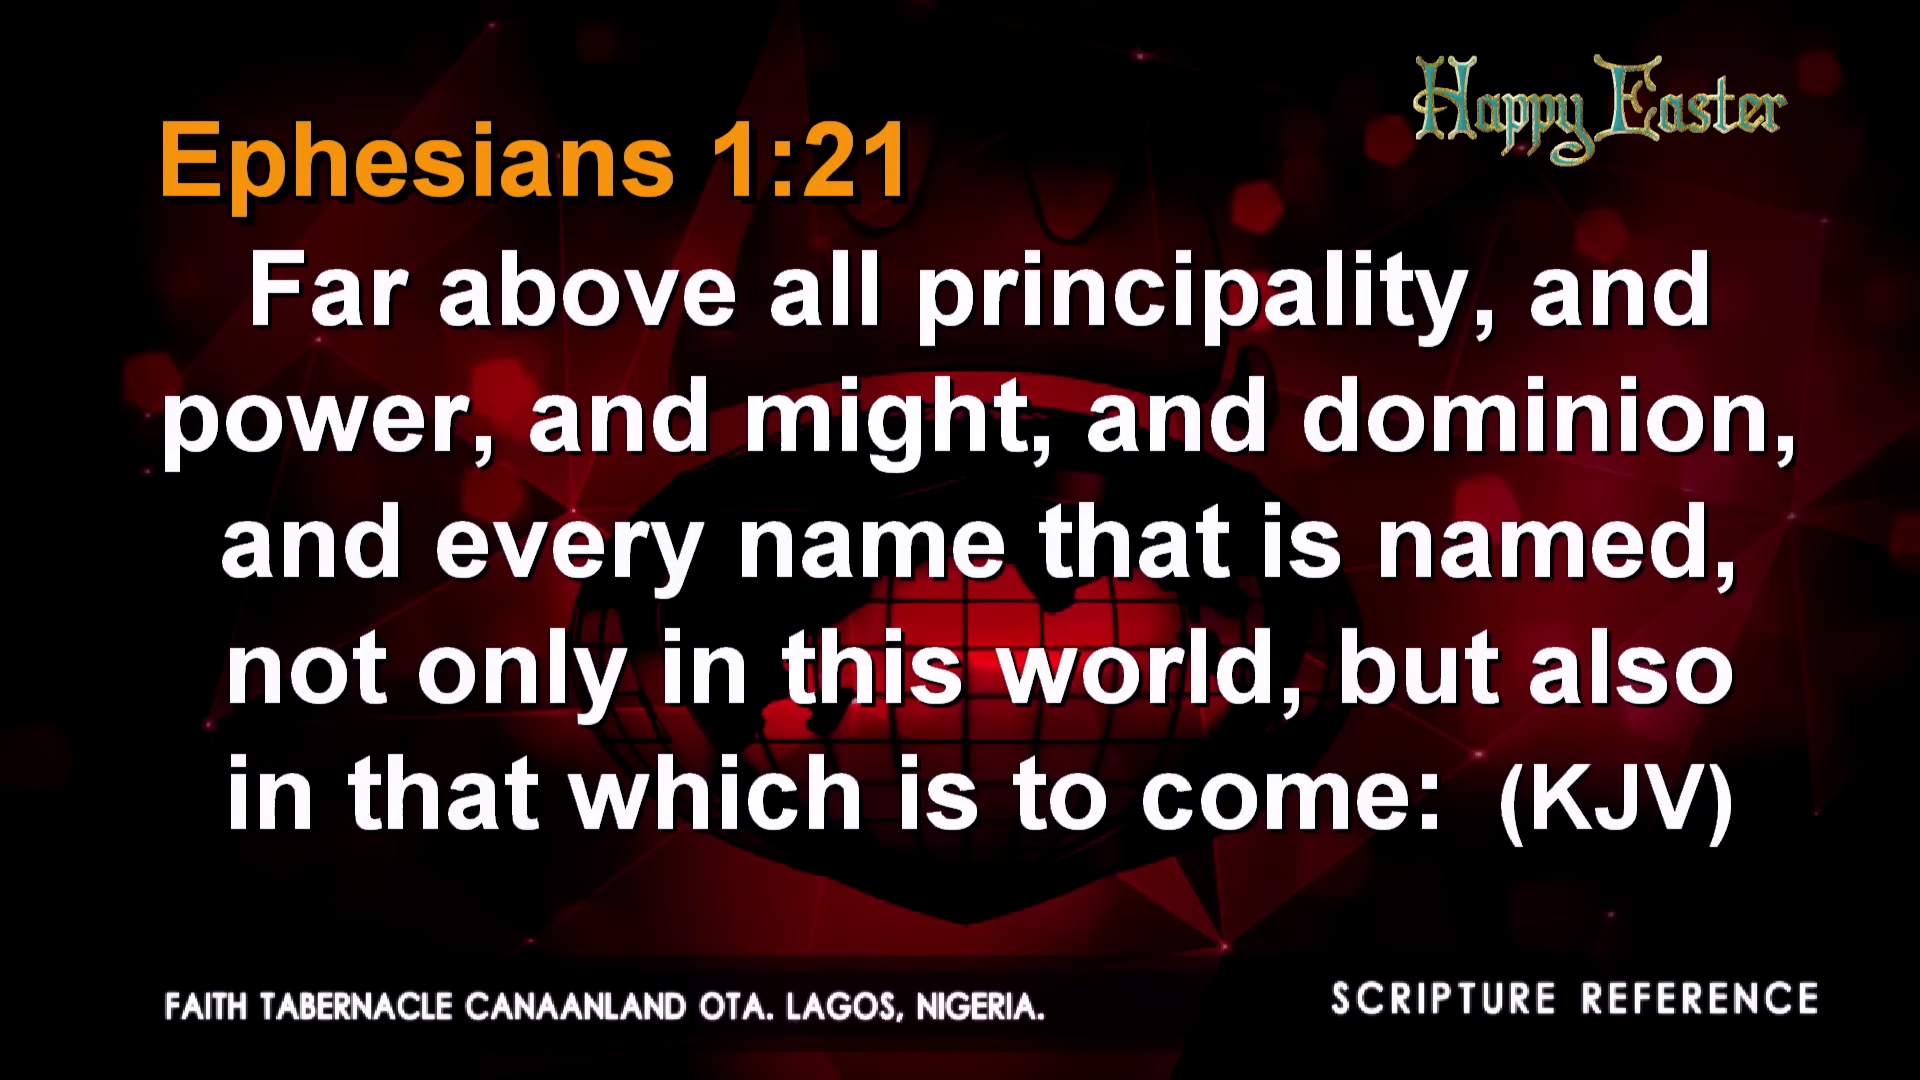 Happy Easter
Ephesians 1:21
Far above all principality, and
power, and might, and dominion,
and every name that is named,
not only in this world, but also
in that which is to come: (KJV)
FAITH TABERNACLE CANAANLAND OTA. LAGOS, NIGERIA.
SCRIPTURE REFERENCE